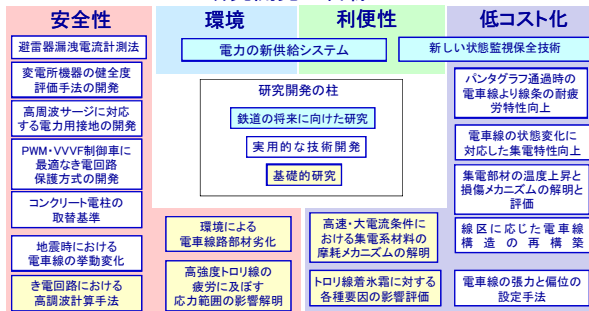 安全性
避雷器漏洩電流計測法
変電所機器の健全度
評価手法の開発
高周波サージに対応
する電力用接地の開発
PWM・VVVF制御車に
最適なき電回路
保護方式の開発
コンクリート電柱の
取替基準
地震時における
電車線の挙動変化
き電回路における
高調波計算手法
環境
利便性
電力の新供給システム
研究開発の柱
鉄道の将来に向けた研究
実用的な技術開発
基礎的研究
環境による
電車線路部材劣化
高強度トロリ線の
疲労に及ぼす
応力範囲の影響解明
高速・大電流条件に
おける集電系材料の
摩耗メカニズムの解明
トロリ線着氷霜に対する
各種要因の影響評価
低コスト化
新しい状態監視保全技術
パンタグラフ通過時の
電車線より線条の耐疲
労特性向上
電車線の状態変化に
対応した集電特性向上
集電部材の温度上昇と
損傷メカニズムの解明と
評価
線区に応じた電車線
構造の再構築
電車線の張力と偏位の
設定手法